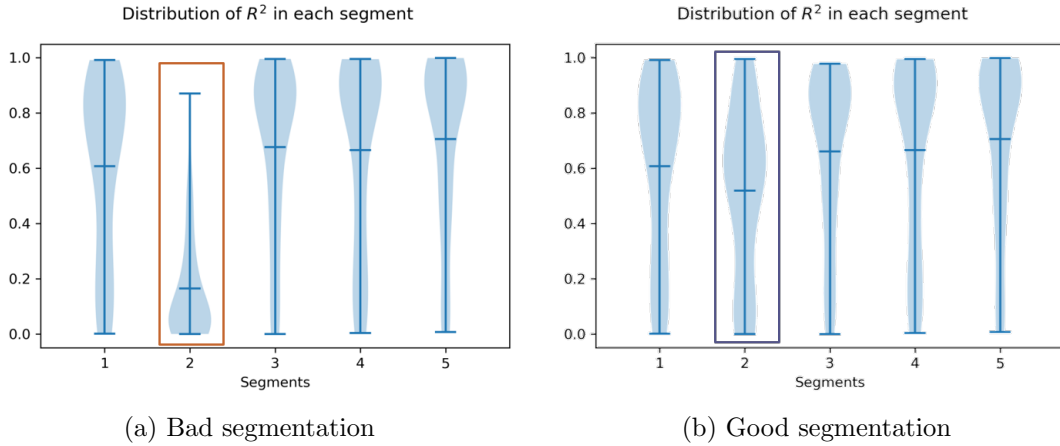 Distribution of R² in each segment
1.0
0.8
0.6
0.4
0.2
0.0
1 2 3 4 5
Segments
(a) Bad segmentation
Distribution of R² in each segment
1.0
0.8
0.6
0.4
0.2
0.0
1 2 3 4 5
Segments
(b) Good segmentation